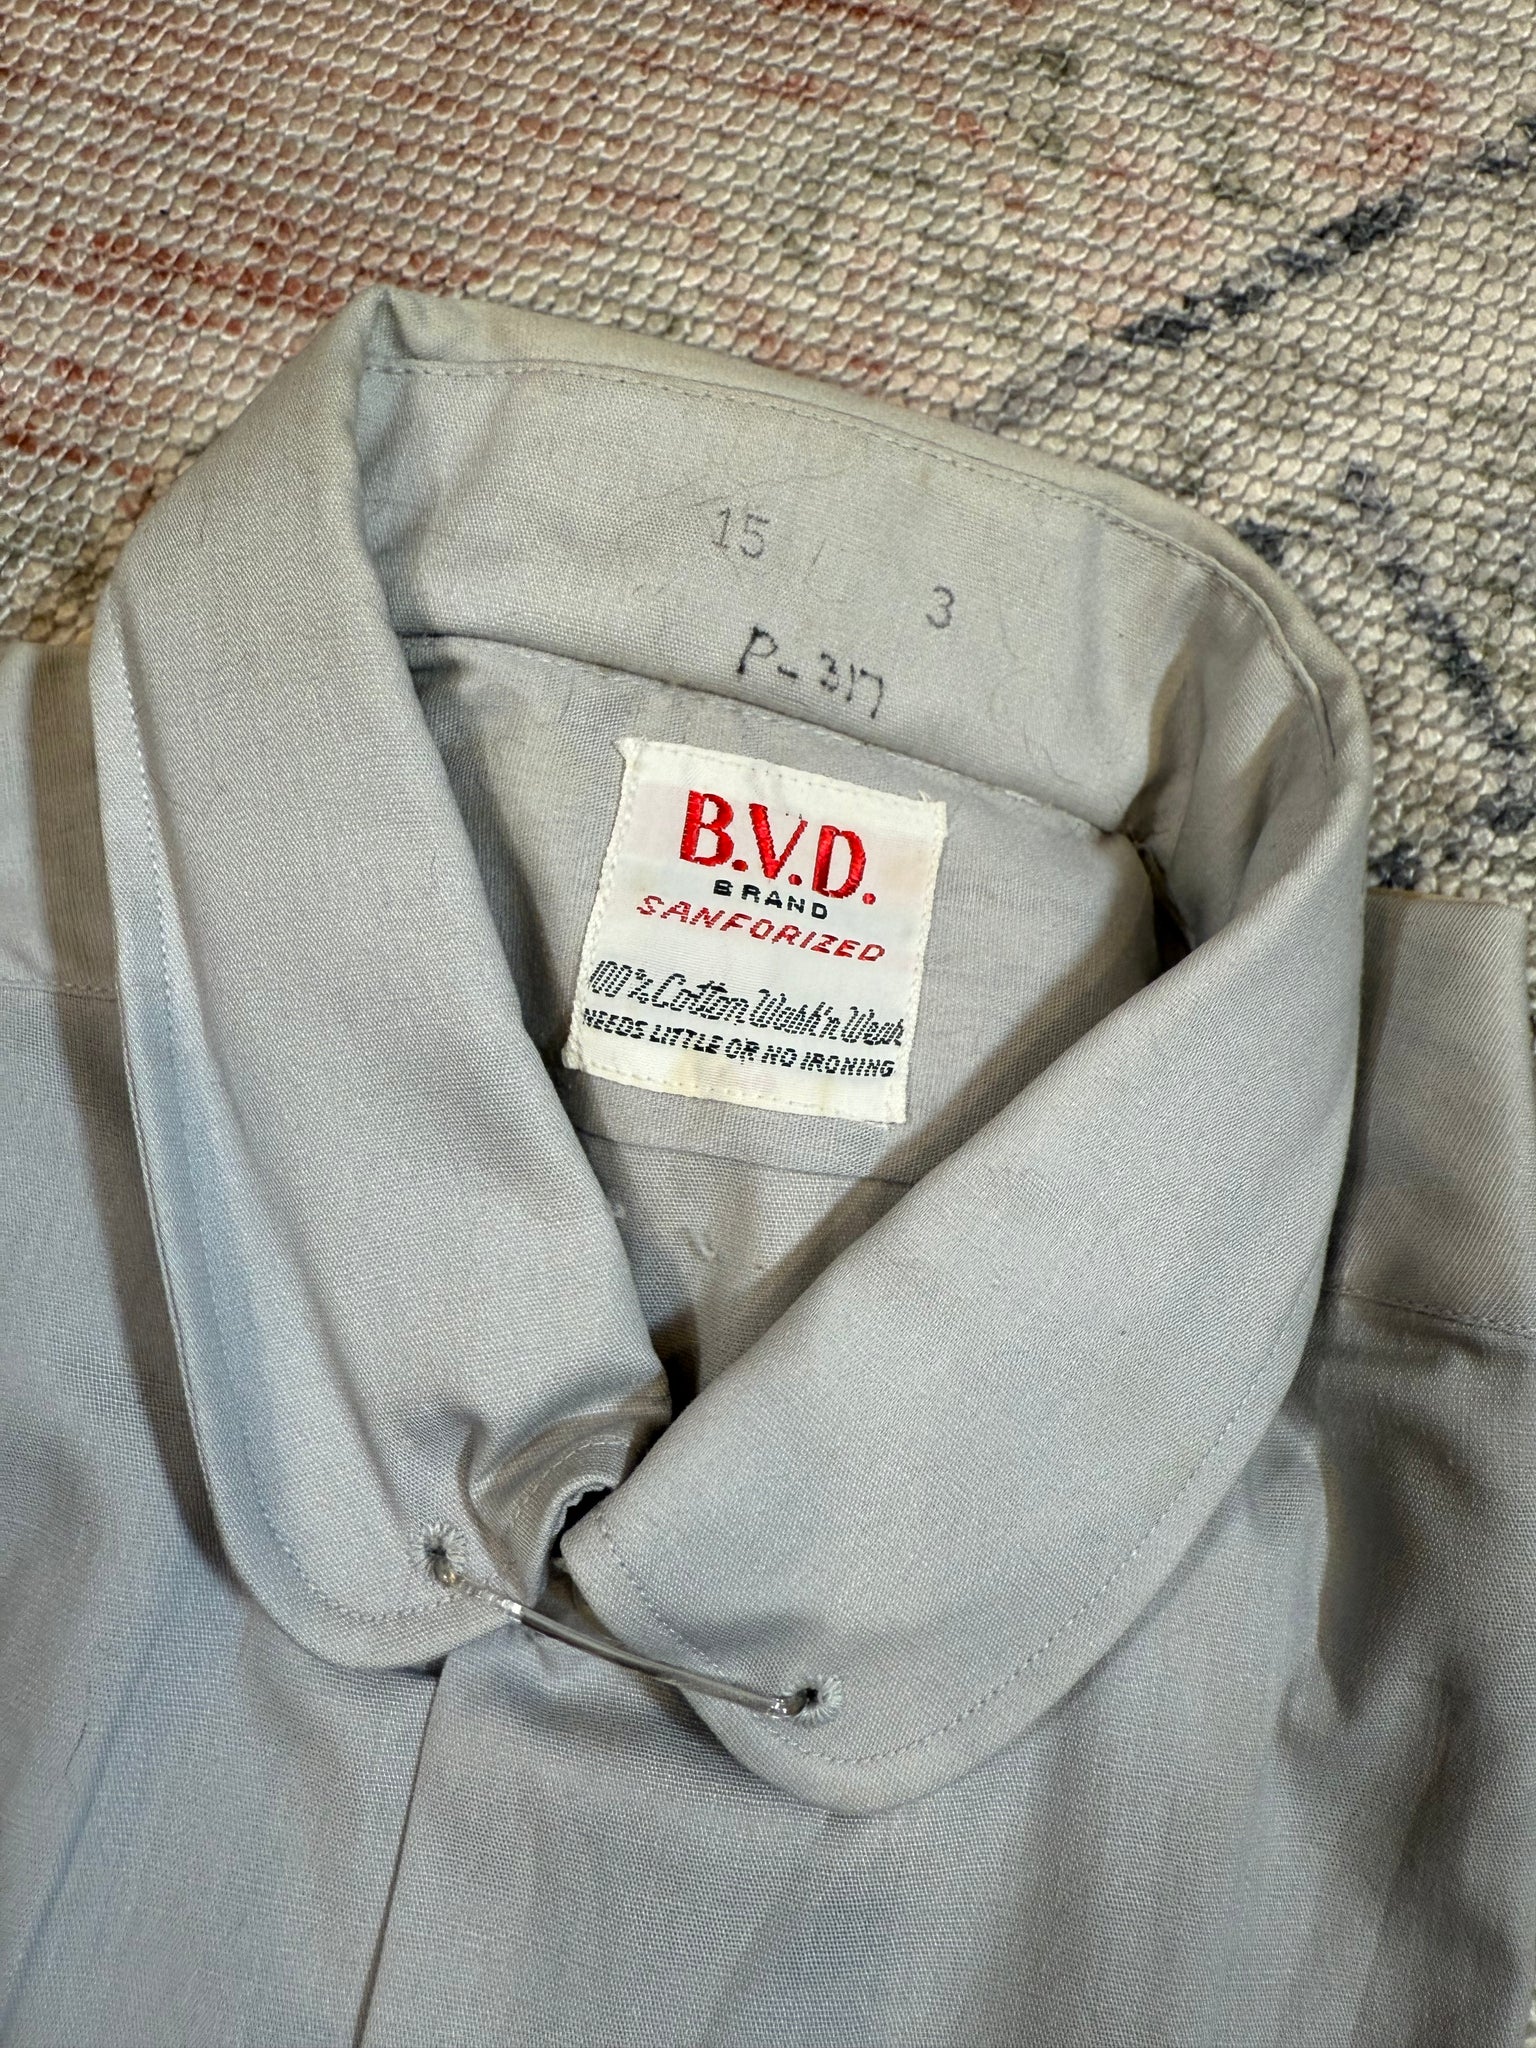 15 3
P-317
B.V.D.
BRAND
SANFORIZED
100% Cotton Wash'n Wear
NEEDS LITTLE OR NO IRONING